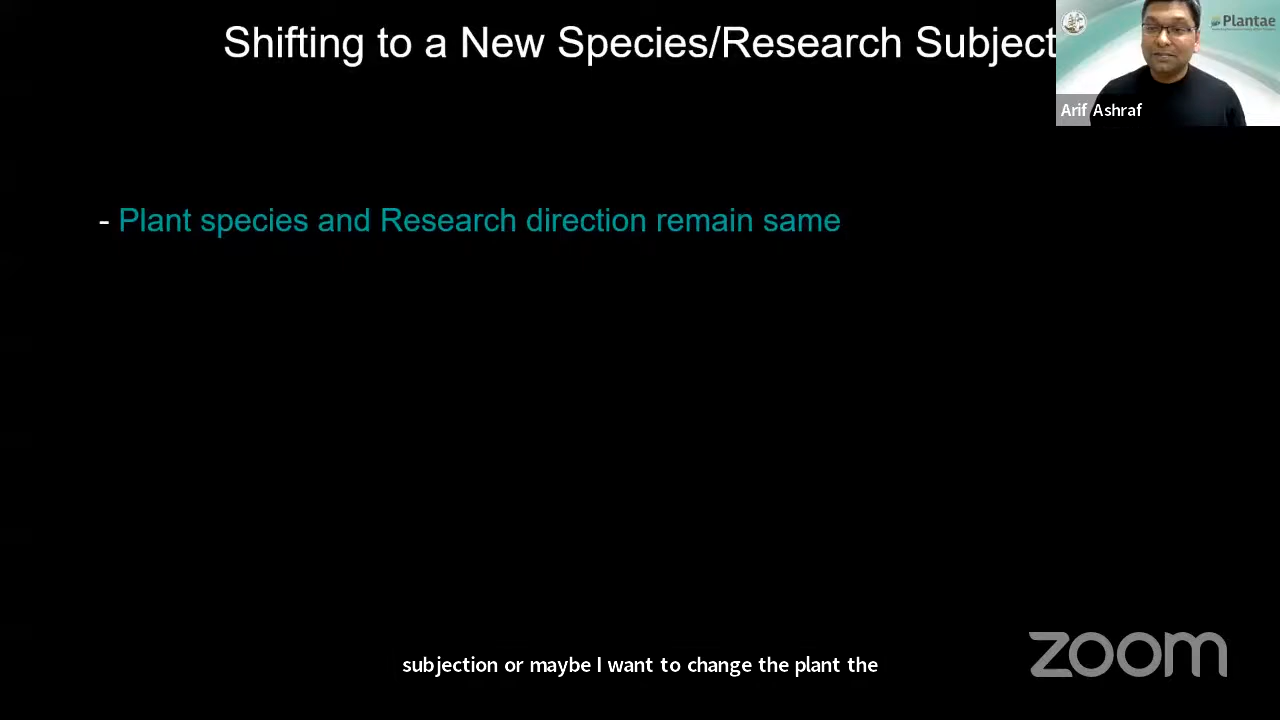 Shifting to a New Species/Research Subject
Plantae
Arif Ashraf
- Plant species and Research direction remain same
subjection or maybe I want to change the plant the
zoom